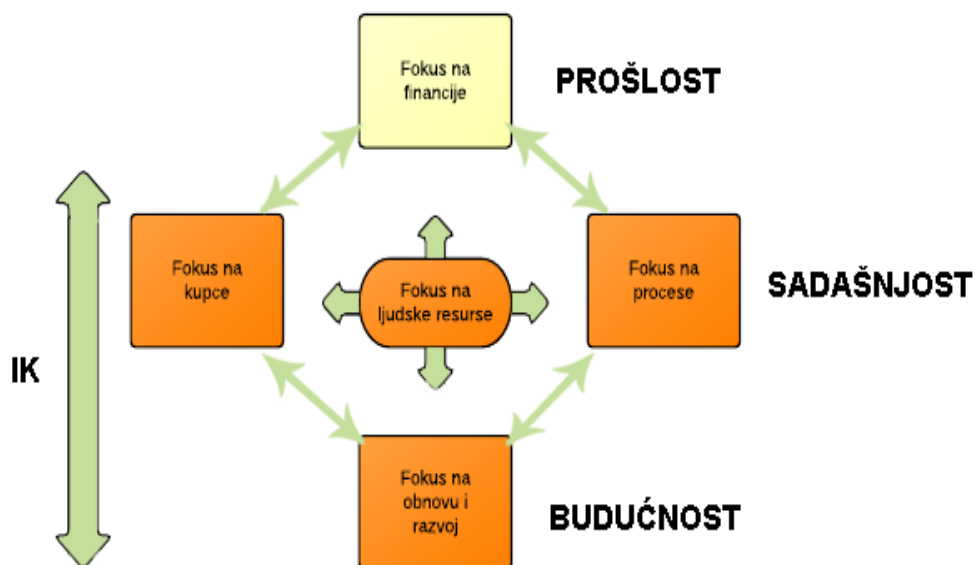 Fokus na
financije
PROŠLOST
Fokus na
kupce
Fokus na
ljudske resurse
Fokus na
procese
SADAŠNJOST
IK
Fokus na
obnovu i
razvoj
BUDUĆNOST